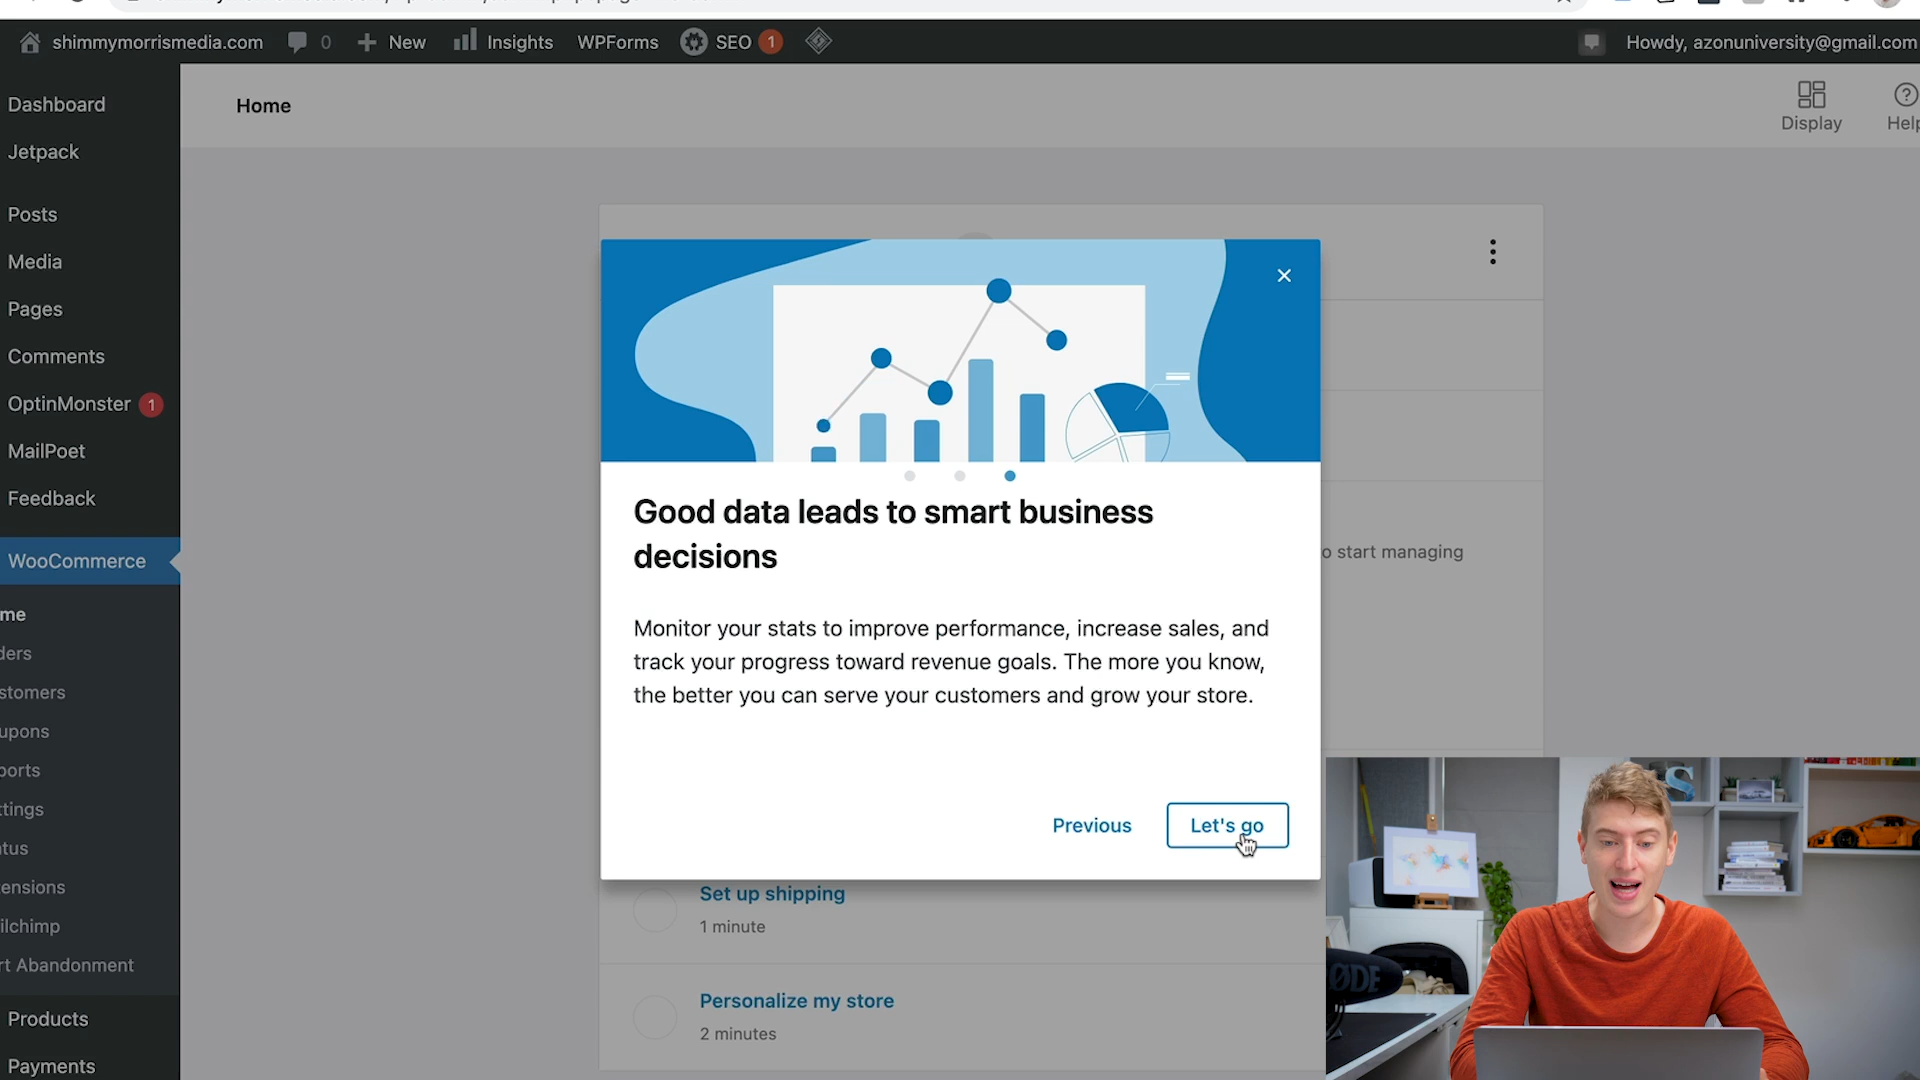 shimmymorrismedia.com 0 New Insights WPForms SEO 1 Howdy, azonuniversity@gmail.com
Dashboard
Home
Display
Help
Jetpack
Posts
Media
Pages
Comments
OptinMonster 1
MailPoet
Feedback
WooCommerce
me
ders
stomers
upons
ports
tings
tus
ensions
ilchimp
rt Abandonment
Products
Payments
Good data leads to smart business
decisions
o start managing
Monitor your stats to improve performance, increase sales, and
track your progress toward revenue goals. The more you know,
the better you can serve your customers and grow your store.
Previous
Let's go
Set up shipping
1 minute
Personalize my store
2 minutes
RØDE
S